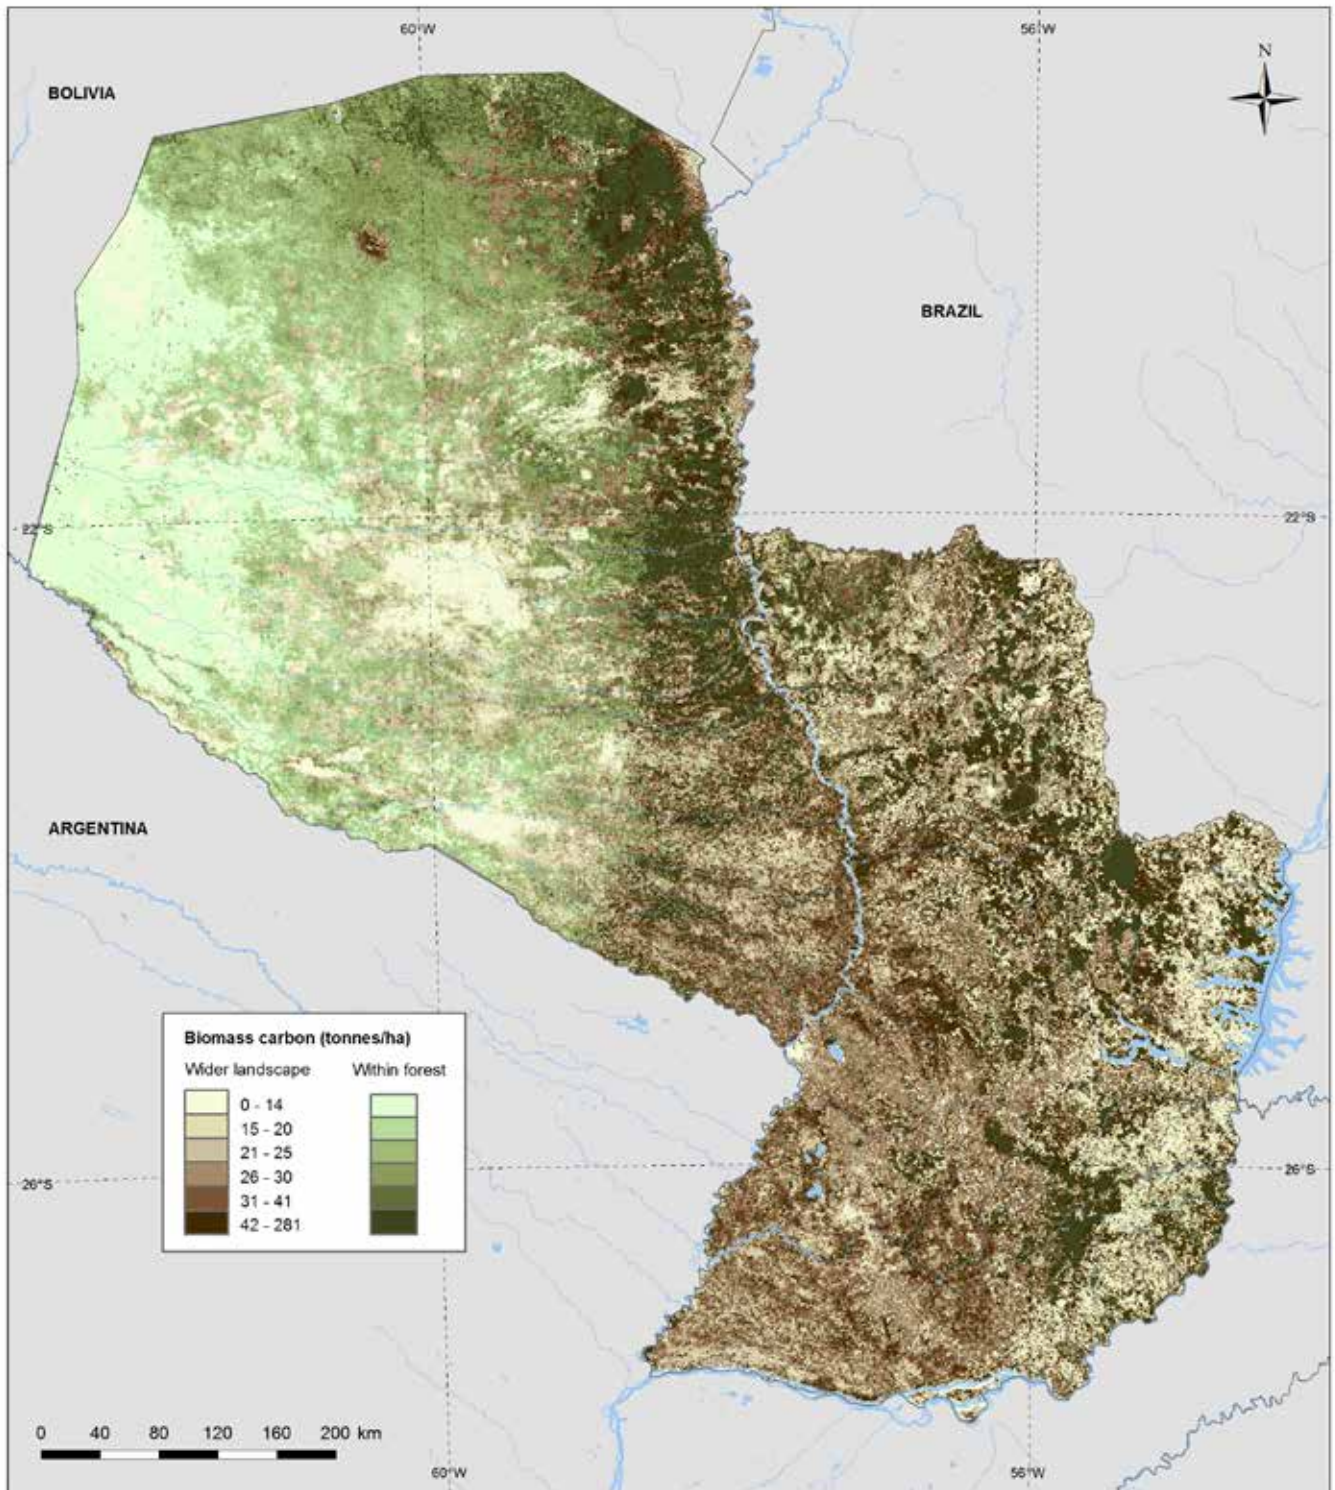 60°W
56°W
N
BOLIVIA
BRAZIL
22°S
22°S
ARGENTINA
Biomass carbon (tonnes/ha)
Wider landscape
Within forest
0 - 14
15 - 20
21 - 25
26 - 30
31 - 41
42 - 281
26°S
26°S
0 40 80 120 160 200 km
60°W
56°W